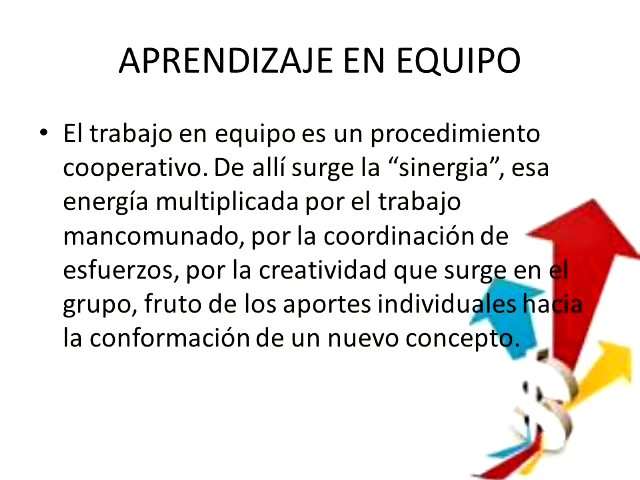 APRENDIZAJE EN EQUIPO
• El trabajo en equipo es un procedimiento
cooperativo. De allí surge la “sinergia”, esa
energía multiplicada por el trabajo
mancomunado, por la coordinación de
esfuerzos, por la creatividad que surge en el
grupo, fruto de los aportes individuales hacia
la conformación de un nuevo concepto.